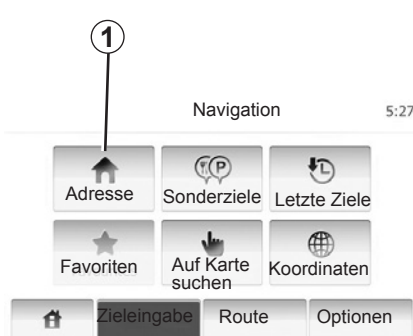 1
Navigation
5:27
Adresse
Sonderziele
Letzte Ziele
Favoriten
Auf Karte
suchen
Koordinaten
Zieleingabe
Route
Optionen